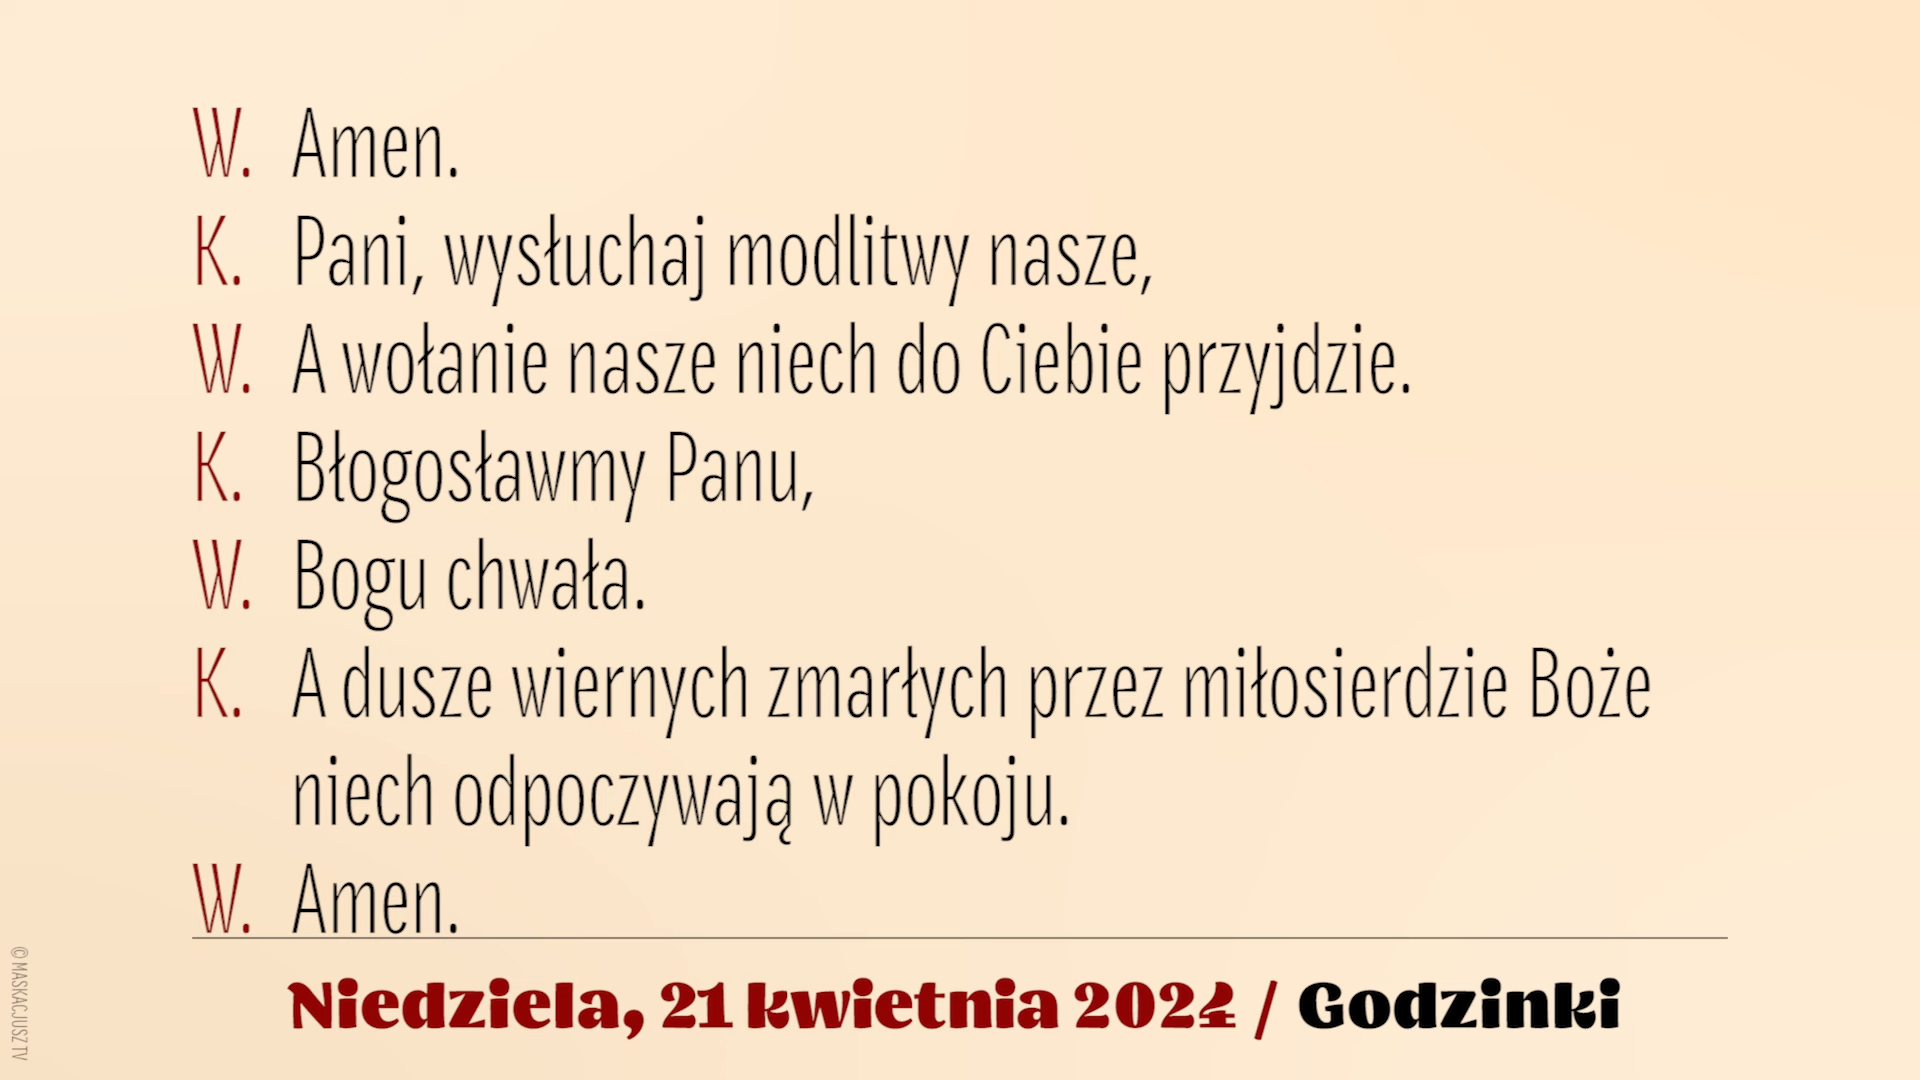 W. Amen.
K. Pani, wysłuchaj modlitwy nasze,
W. A wołanie nasze niech do Ciebie przyjdzie.
K. Błogosławmy Panu,
W. Bogu chwała.
K. A dusze wiernych zmarłych przez miłosierdzie Boże
niech odpoczywają w pokoju.
W. Amen.
Niedziela, 21 kwietnia 2024 / Godzinki
© MASKACJUSZ TV